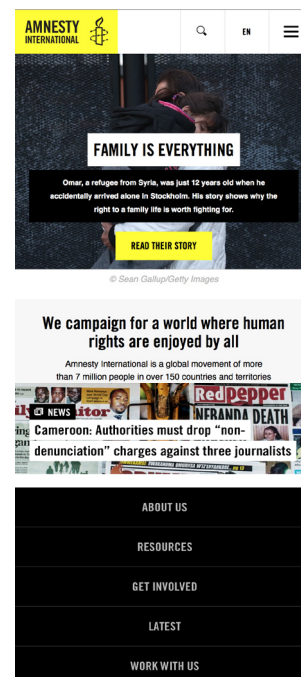 AMNESTY
INTERNATIONAL
EN
FAMILY IS EVERYTHING
Omar, a refugee from Syria, was just 12 years old when he
accidentally arrived alone in Stockholm. His story shows why the
right to a family life is worth fighting for.
READ THEIR STORY
© Sean Gallup/Getty Images
We campaign for a world where human
rights are enjoyed by all
Amnesty International is a global movement of more
than 7 million people in over 150 countries and territories
Redpepper
DEATH
NEWS
Cameroon: Authorities must drop “non-
denunciation” charges against three journalists
ABOUT US
RESOURCES
GET INVOLVED
LATEST
WORK WITH US